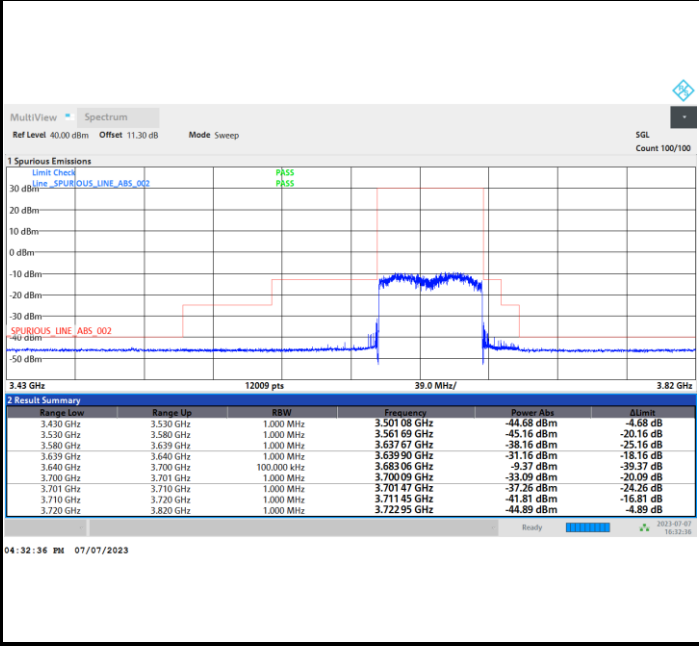 MultiView Spectrum
Ref Level 40.00 dBm Offset 11.30 dB Mode Sweep SGL
Count 100/100
1 Spurious Emissions
Limit Check PASS
Line _SPURIOUS_LINE_ABS_002 PASS
30 dBm
20 dBm
10 dBm
0 dBm
-10 dBm
-20 dBm
-30 dBm
_SPURIOUS_LINE_ABS_002
-40 dBm
-50 dBm
3.43 GHz 12009 pts 39.0 MHz/ 3.82 GHz
2 Result Summary
Range Low Range Up RBW Frequency Power Abs ΔLimit
3.430 GHz 3.530 GHz 1.000 MHz 3.501 08 GHz -44.68 dBm -4.68 dB
3.530 GHz 3.580 GHz 1.000 MHz 3.561 69 GHz -45.16 dBm -20.16 dB
3.580 GHz 3.639 GHz 1.000 MHz 3.637 67 GHz -38.16 dBm -25.16 dB
3.639 GHz 3.640 GHz 1.000 MHz 3.639 90 GHz -31.16 dBm -18.16 dB
3.640 GHz 3.700 GHz 100.000 kHz 3.683 06 GHz -9.37 dBm -39.37 dB
3.700 GHz 3.701 GHz 1.000 MHz 3.700 09 GHz -33.09 dBm -20.09 dB
3.701 GHz 3.710 GHz 1.000 MHz 3.701 47 GHz -37.26 dBm -24.26 dB
3.710 GHz 3.720 GHz 1.000 MHz 3.711 45 GHz -41.81 dBm -16.81 dB
3.720 GHz 3.820 GHz 1.000 MHz 3.722 95 GHz -44.89 dBm -4.89 dB
Ready 2023-07-07
16:32:36
04:32:36 PM 07/07/2023